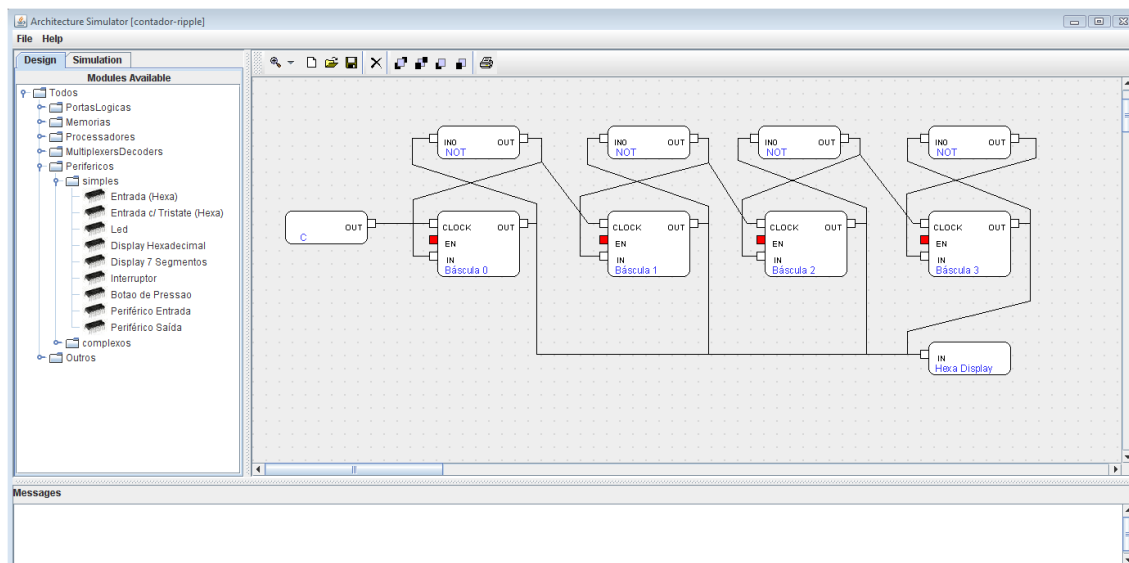 Architecture Simulator [contador-ripple]
File Help
Design Simulation
Modules Available
Todos
PortasLogicas
Memorias
Processadores
MultiplexersDecoders
Periféricos
simples
Entrada (Hexa)
Entrada c/ Tristate (Hexa)
Led
Display Hexadecimal
Display 7 Segmentos
Interruptor
Botao de Pressao
Periférico Entrada
Periférico Saída
complexos
Outros
IN0 OUT
NOT
IN0 OUT
NOT
IN0 OUT
NOT
IN0 OUT
NOT
OUT
C
CLOCK OUT
EN
IN
Báscula 0
CLOCK OUT
EN
IN
Báscula 1
CLOCK OUT
EN
IN
Báscula 2
CLOCK OUT
EN
IN
Báscula 3
IN
Hexa Display
Messages